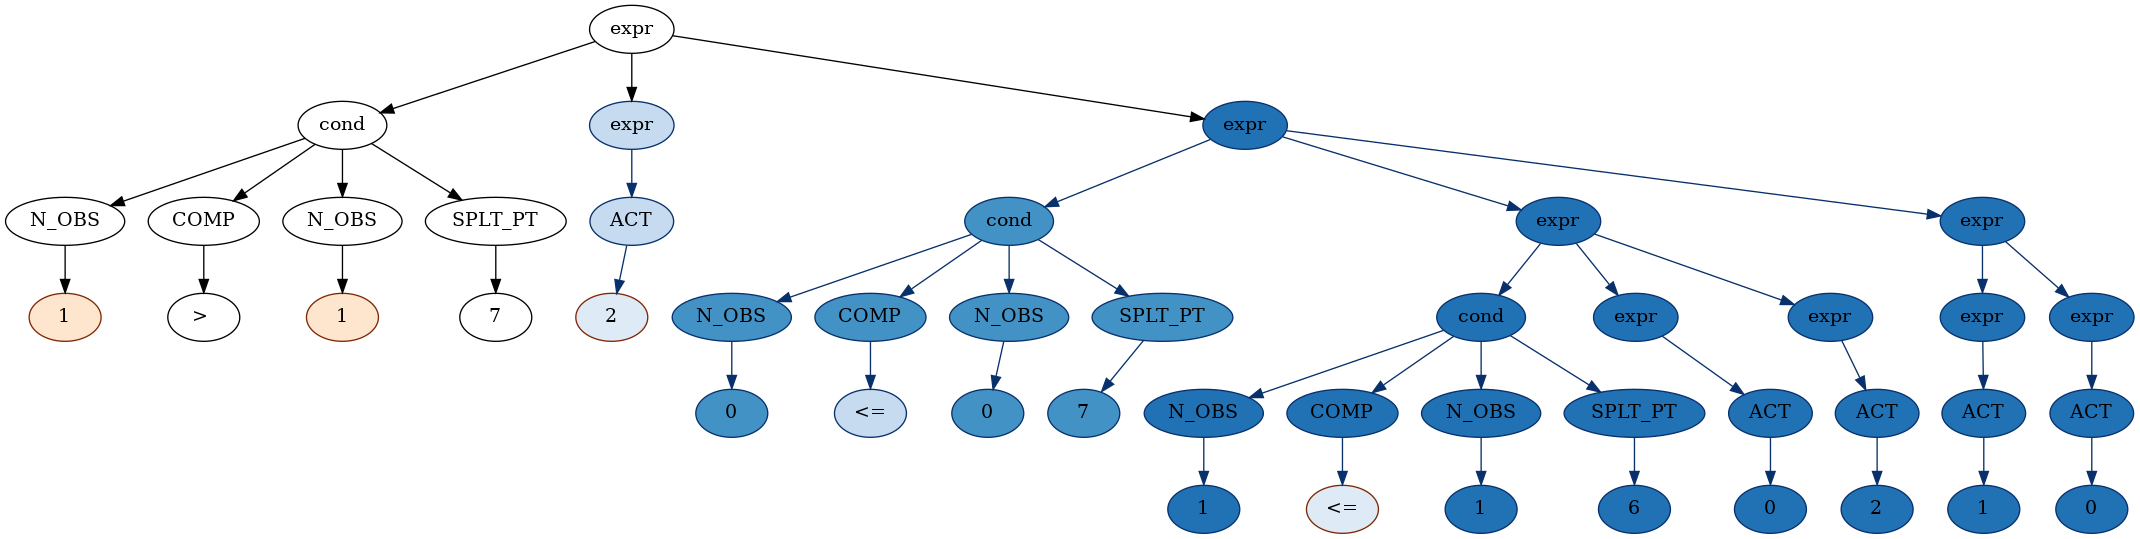 expr
cond expr expr
N_OBS COMP N_OBS SPLT_PT ACT cond expr expr
1 > 1 7 2 N_OBS COMP N_OBS SPLT_PT cond expr expr expr expr
0 <= 0 7 N_OBS COMP N_OBS SPLT_PT ACT ACT ACT ACT
1 <= 1 6 0 2 1 0